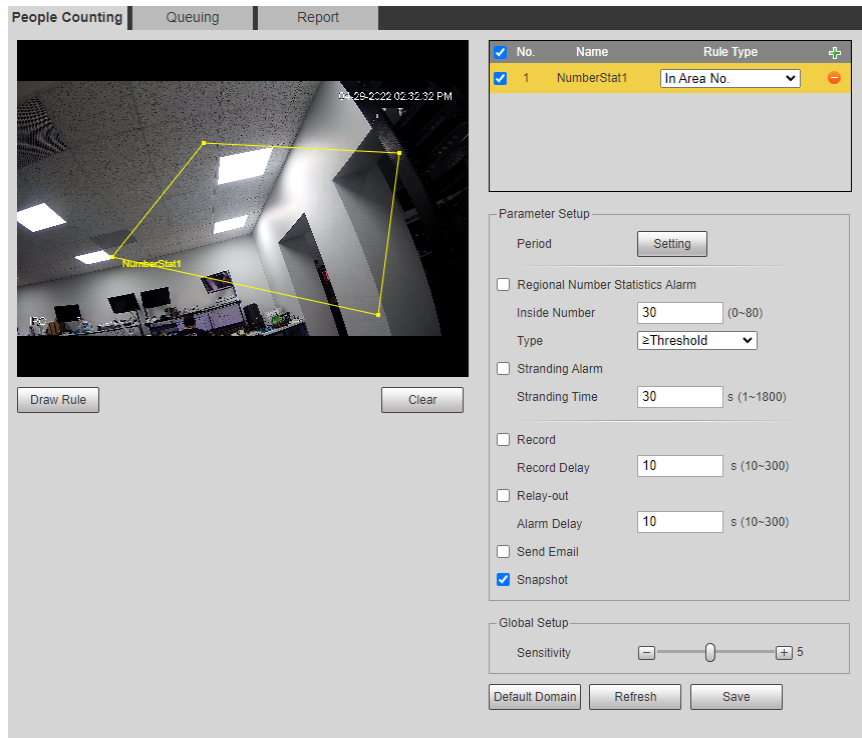 People Counting Queuing Report
No. Name Rule Type
1 NumberStat1 In Area No.
04-29-2022 02:32:32 PM
NumberStat1
IPC
Draw Rule Clear
Parameter Setup
Period Setting
Regional Number Statistics Alarm
Inside Number 30 (0~80)
Type ≥Threshold
Stranding Alarm
Stranding Time 30 s (1~1800)
Record
Record Delay 10 s (10~300)
Relay-out
Alarm Delay 10 s (10~300)
Send Email
Snapshot
Global Setup
Sensitivity 5
Default Domain Refresh Save